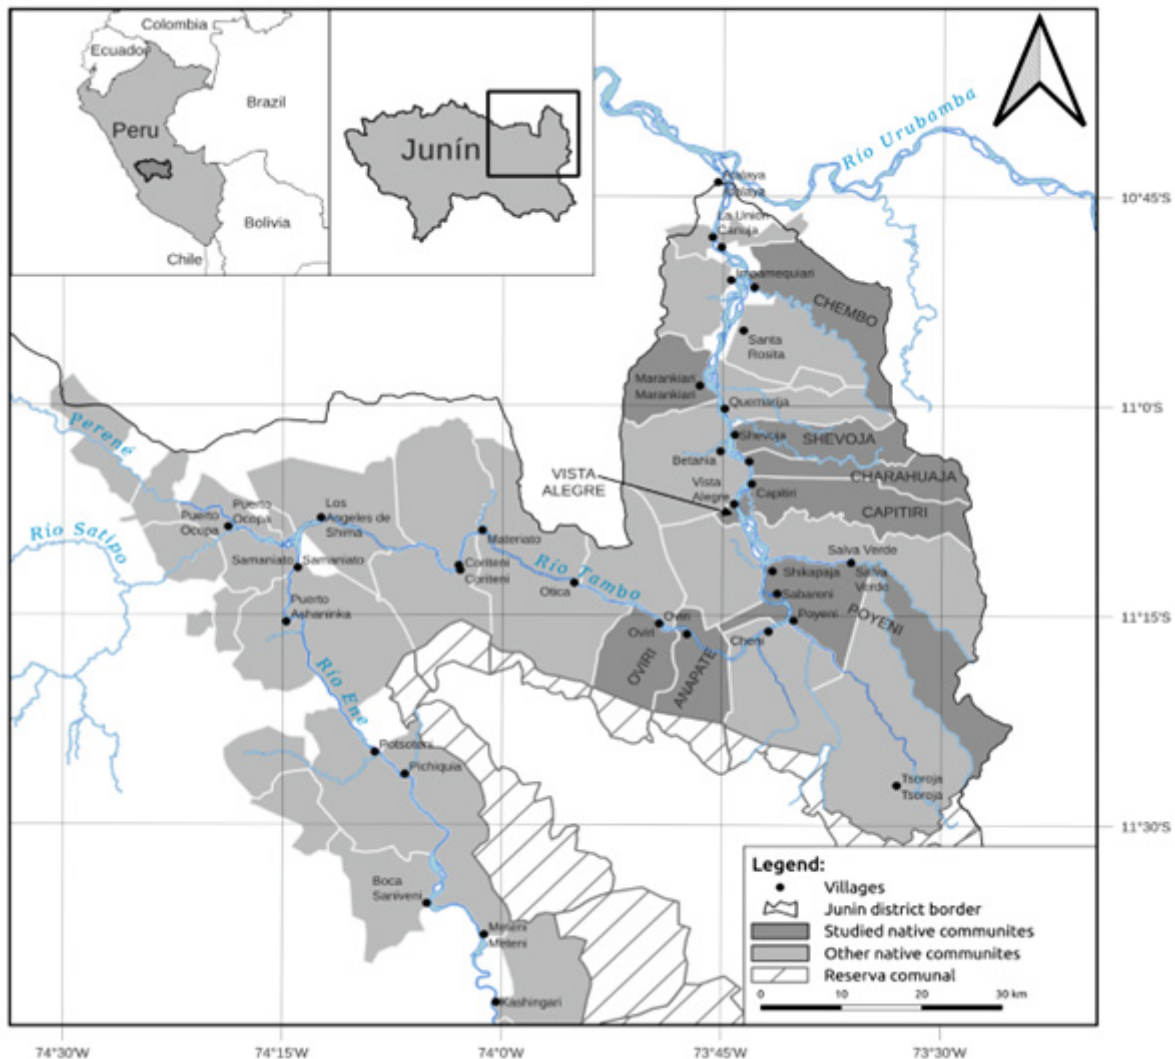 Colombia
Ecuador
Brazil
Peru
Bolivia
Chile
Junín
Río Urubamba
10°45'S
La Union
Canuja
Impamequiari
CHEMBO
Santa
Rosita
Marankiari
Marankiari
Quemarija
11°0'S
Shevoja
SHEVOJA
Betania
CHARAHUAJA
VISTA
ALEGRE
Vista
Alegre
Capitiri
CAPITIRI
Perené
Puerto
Ocopa
Puerto
Ocopa
Los
Angeles de
Shima
Río Satipo
Materiato
Samaniato
Samaniato
Coriteni
Coriteni
Río Tambo
Otica
Salva Verde
Salva
Verde
Shikapaja
Sabareni
POYENI
Poyeni
11°15'S
Puerto
Ashaninka
Oviri
Oviri
OVIRI
ANAPATE
Cheni
Río Ene
Potsoteni
Pichiquia
Tsoroja
Tsoroja
11°30'S
Boca
Saniveni
Meteni
Meteni
Kashingari
Legend:
Villages
Junin district border
Studied native communites
Other native communites
Reserva comunal
0 10 20 30 km
74°30'W 74°15'W 74°0'W 73°45'W 73°30'W